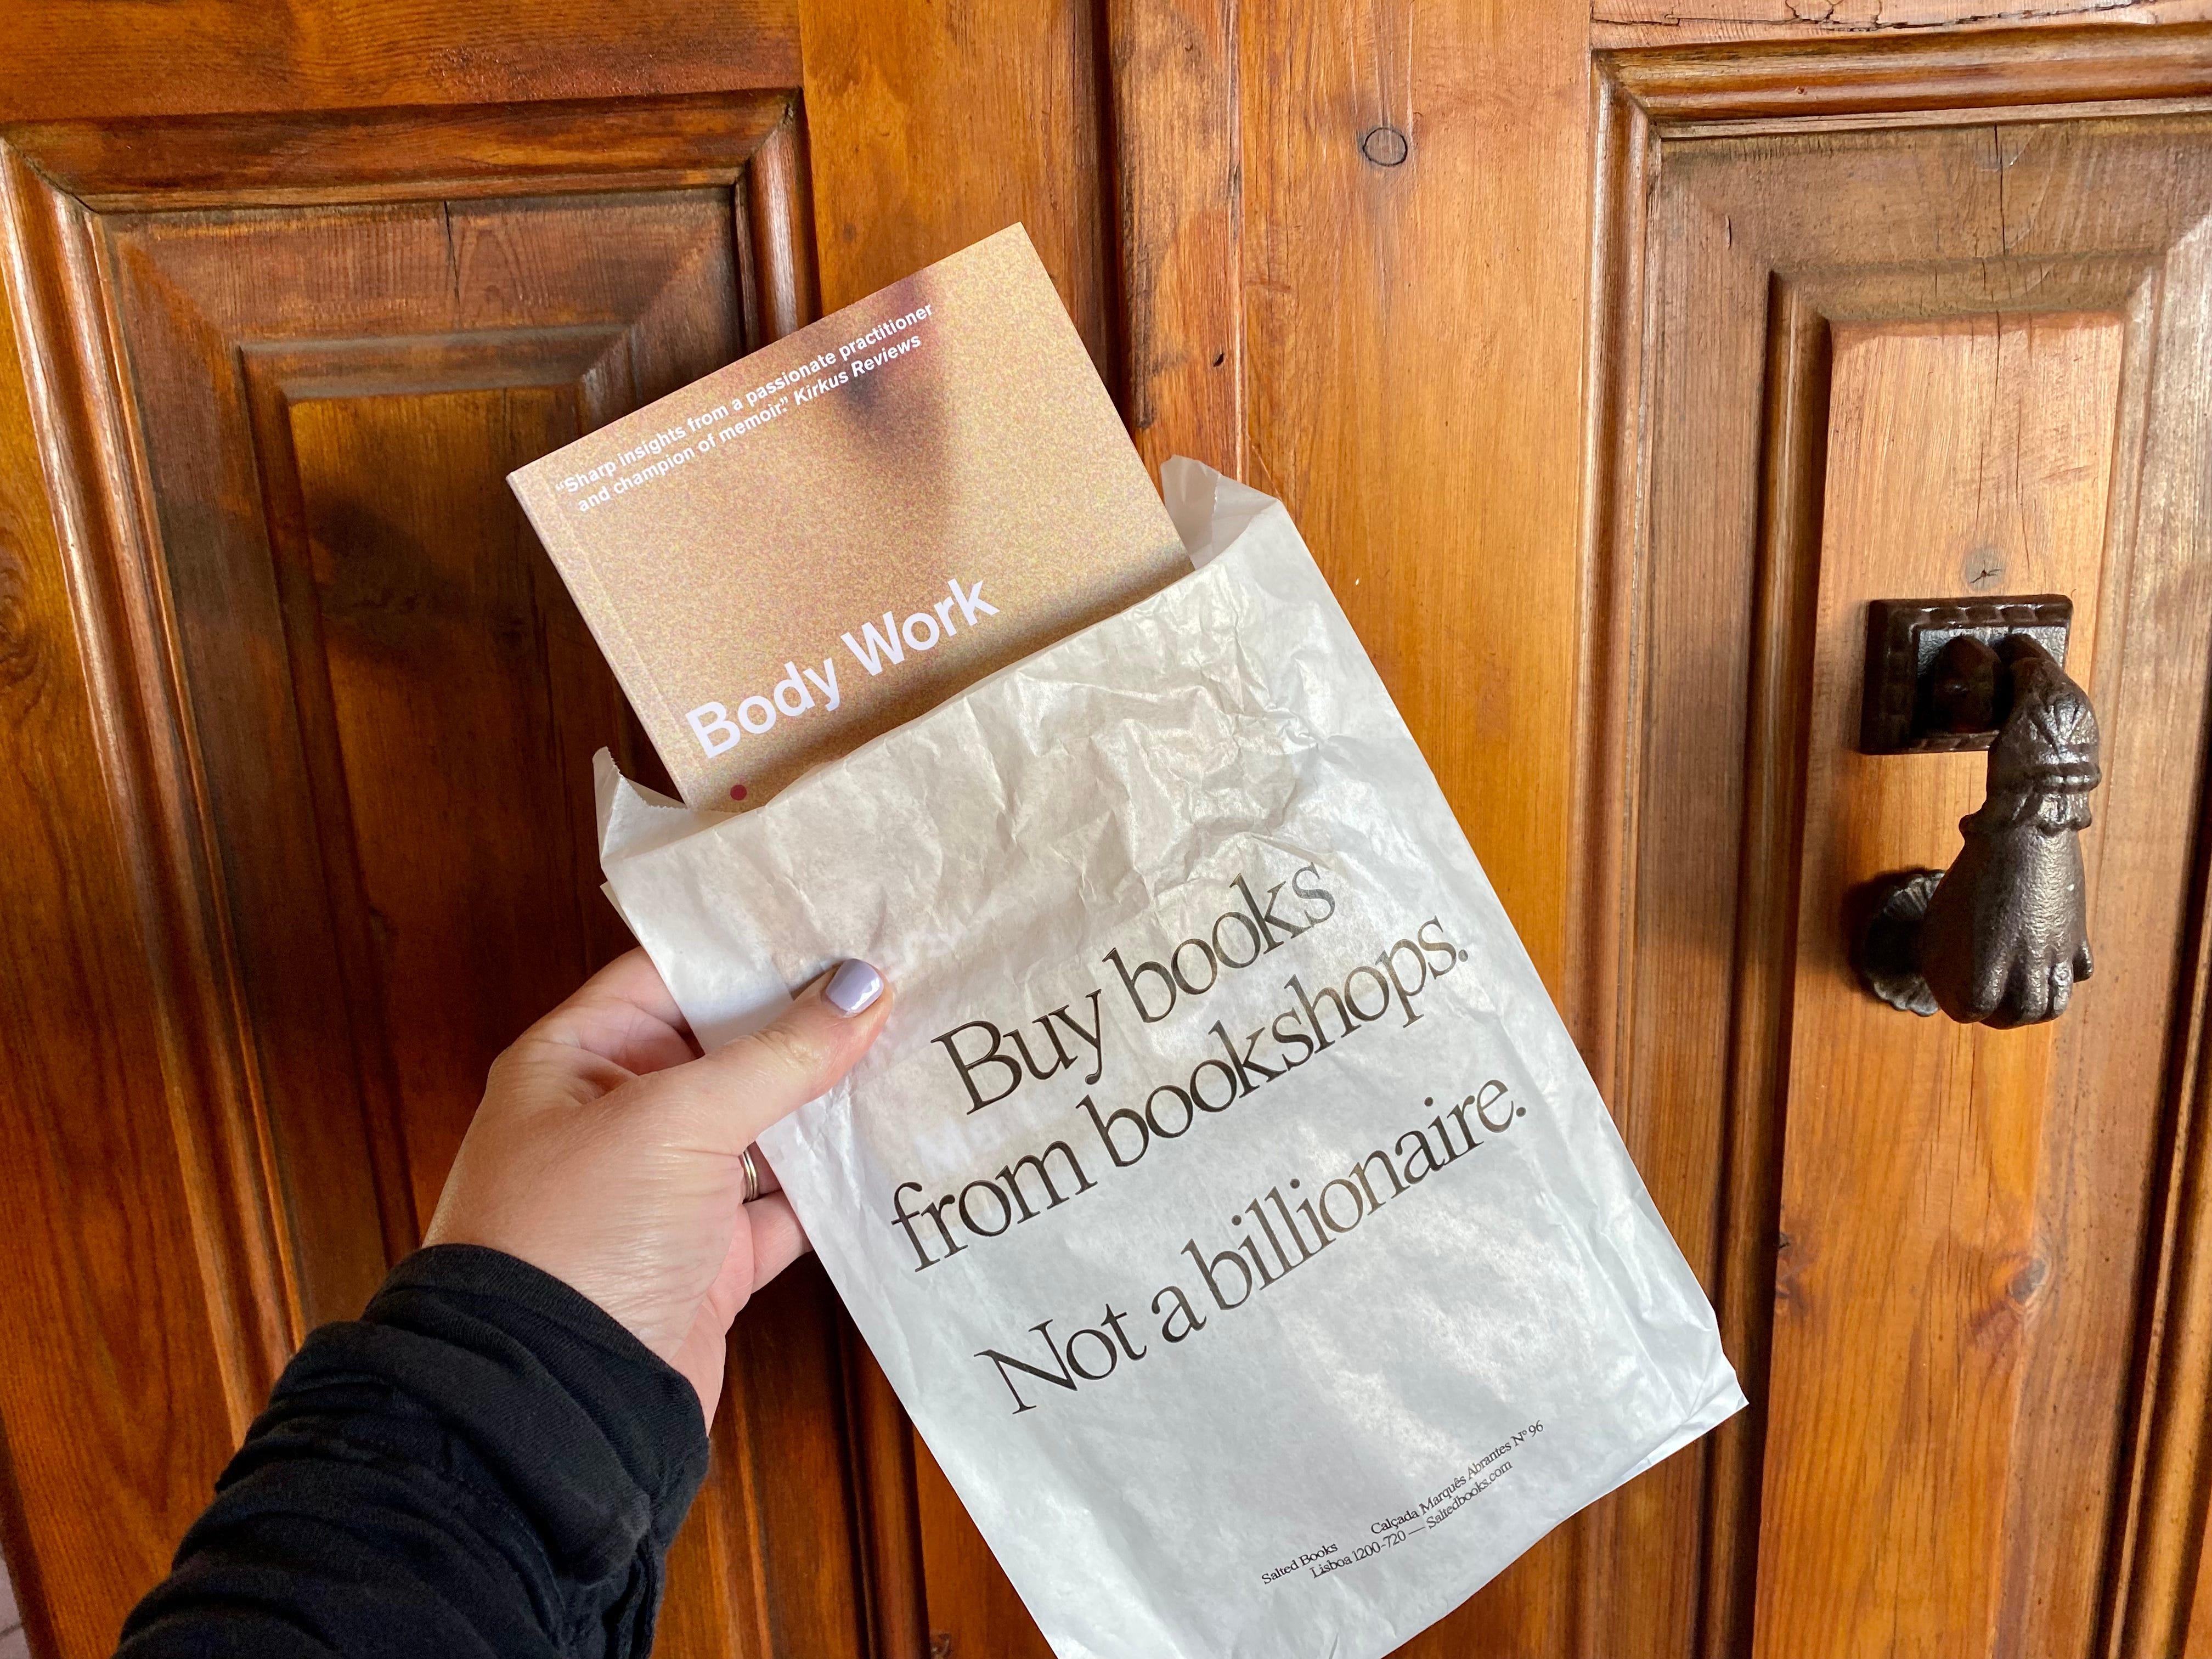 “Sharp insights from a passionate practitioner
and champion of memoir.” Kirkus Reviews
Body Work
Buy books
from bookshops.
Not a billionaire.
Salted Books Calçada Marquês Abrantes Nº 96
Lisboa 1200-720 — Saltedbooks.com